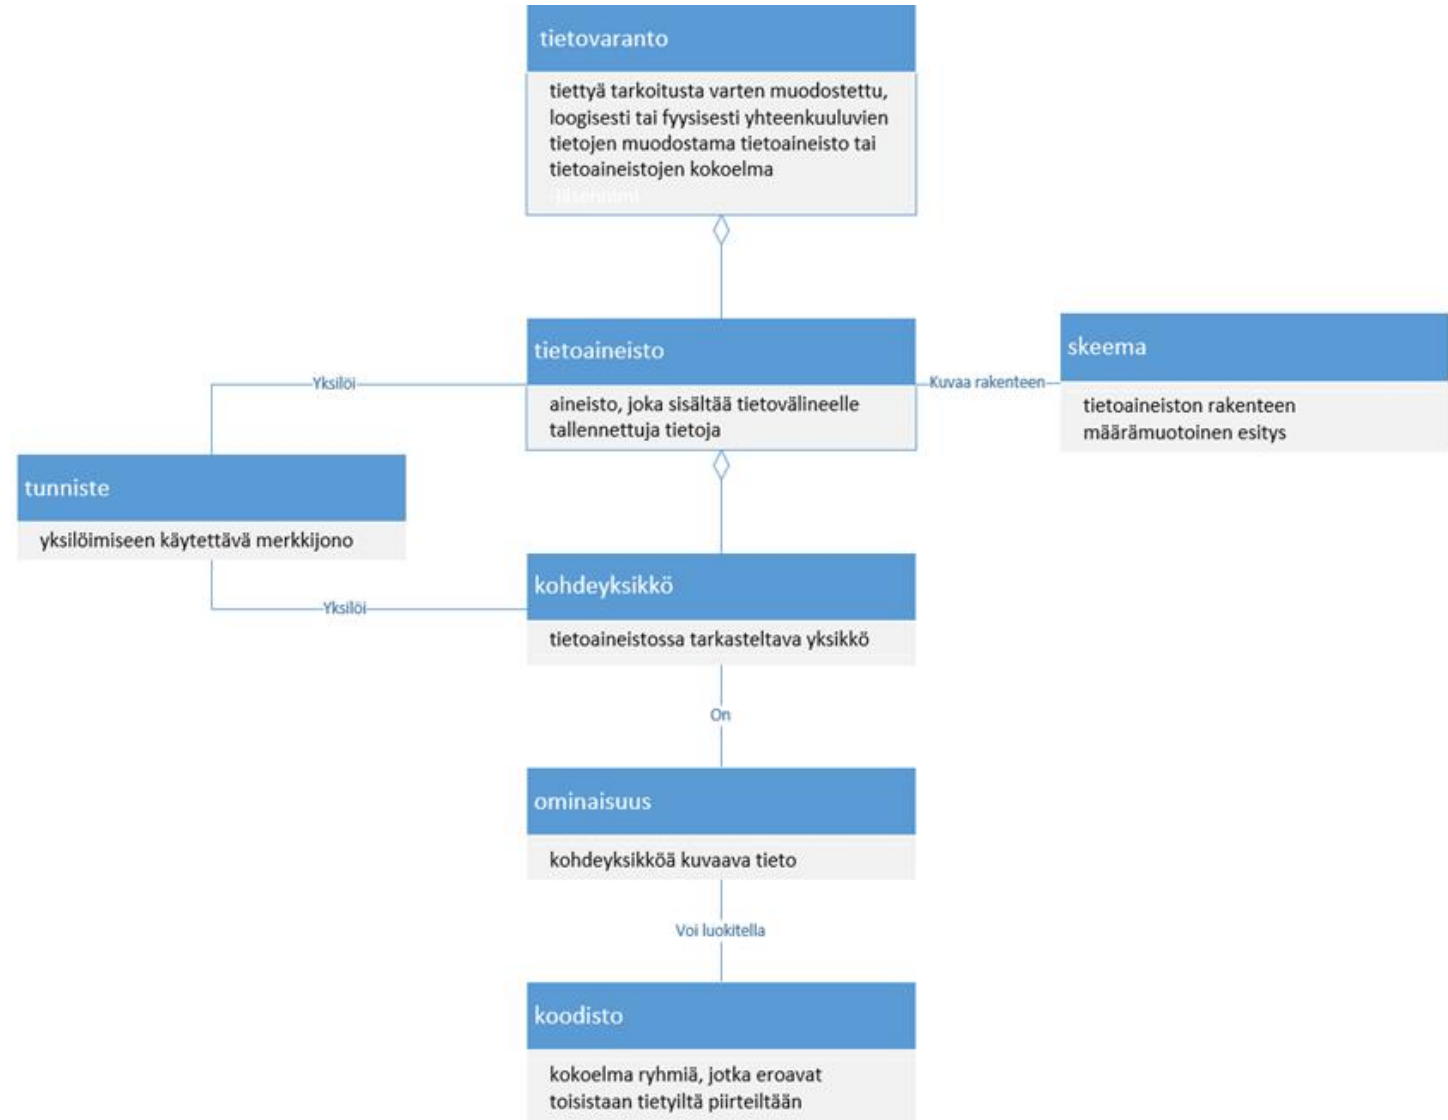 tietovaranto
tiettyä tarkoitusta varten muodostettu,
loogisesti tai fyysisesti yhteenkuuluvien
tietojen muodostama tietoaineisto tai
tietoaineistojen kokoelma
tietoaineisto
aineisto, joka sisältää tietovälineelle
tallennettuja tietoja
Kuvaa rakenteen
skeema
tietoaineiston rakenteen
määrämuotoinen esitys
Yksilöi
tunniste
yksilöimiseen käytettävä merkkijono
Yksilöi
kohdeyksikkö
tietoaineistossa tarkasteltava yksikkö
On
ominaisuus
kohdeyksikköä kuvaava tieto
Voi luokitella
koodisto
kokoelma ryhmiä, jotka eroavat
toisistaan tietyiltä piirteiltään